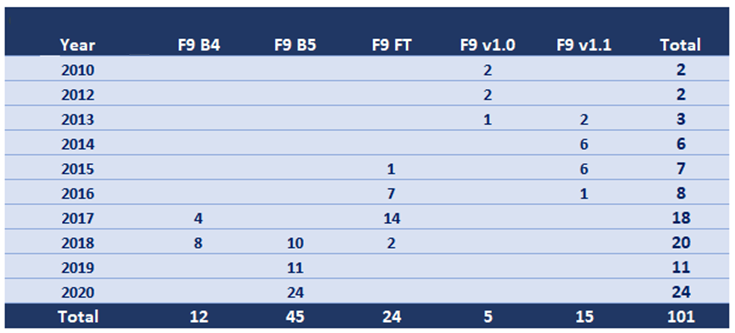 Year F9 B4 F9 B5 F9 FT F9 v1.0 F9 v1.1 Total
2010 2 2
2012 2 2
2013 1 2 3
2014 6 6
2015 1 6 7
2016 7 1 8
2017 4 14 18
2018 8 10 2 20
2019 11 11
2020 24 24
Total 12 45 24 5 15 101